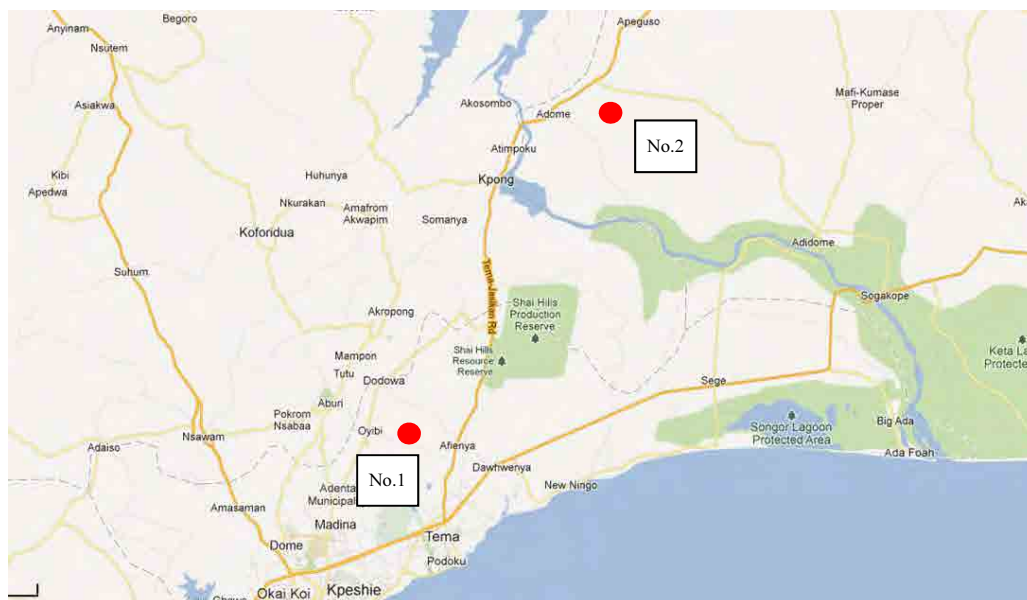 Begoro
Apeguso
Anyinam
Nsutem
Asiakwa
Akosombo
Adome
Mafi-Kumase
Proper
No.2
Atimpoku
Kibi
Apedwa
Huhunya
Kpong
Nkurakan
Amafrom
Akwapim
Somanya
Koforidua
Adidome
Suhum
Tema-Jasikan Rd
Sogakope
Akropong
Shai Hills
Production
Reserve
Mampon
Tutu
Shai Hills
Resource
Reserve
Keta La
Protected
Dodowa
Sege
Aburi
Pokrom
Nsabaa
Oyibi
Songor Lagoon
Protected Area
Big Ada
Nsawam
Adaiso
Afienya
Ada Foah
Dawhwenya
No.1
New Ningo
Adenta
Municipal
Amasaman
Madina
Tema
Dome
Podoku
Okai Koi
Kpeshie